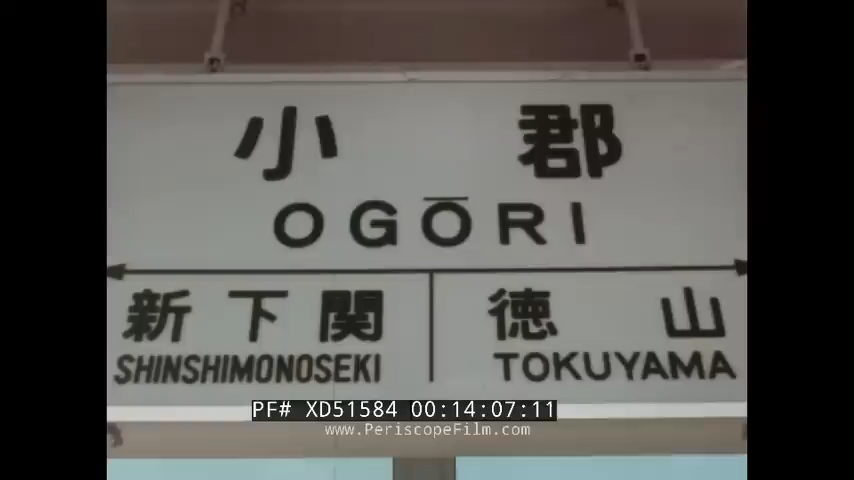 小郡
OGŌRI
新下関 徳山
SHINSHIMONOSEKI TOKUYAMA
PF# XD51584 00:14:07:11
www.PeriscopeFilm.com